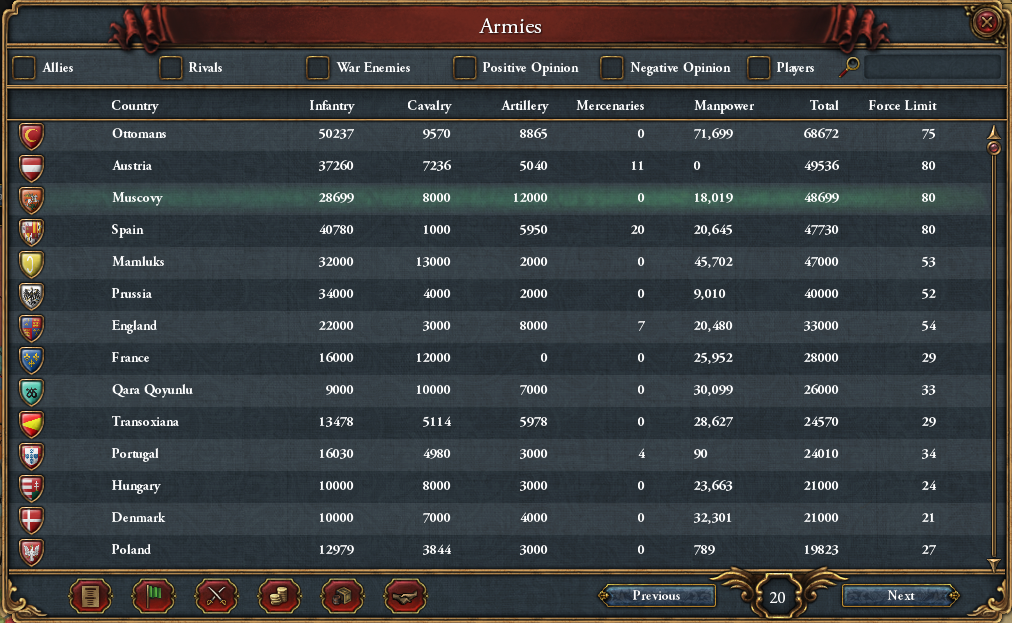 Armies
Allies Rivals War Enemies Positive Opinion Negative Opinion Players
Country Infantry Cavalry Artillery Mercenaries Manpower Total Force Limit
Ottomans 50237 9570 8865 0 71,699 68672 75
Austria 37260 7236 5040 11 0 49536 80
Muscovy 28699 8000 12000 0 18,019 48699 80
Spain 40780 1000 5950 20 20,645 47730 80
Mamluks 32000 13000 2000 0 45,702 47000 53
Prussia 34000 4000 2000 0 9,010 40000 52
England 22000 3000 8000 7 20,480 33000 54
France 16000 12000 0 0 25,952 28000 29
Qara Qoyunlu 9000 10000 7000 0 30,099 26000 33
Transoxiana 13478 5114 5978 0 28,627 24570 29
Portugal 16030 4980 3000 4 90 24010 34
Hungary 10000 8000 3000 0 23,663 21000 24
Denmark 10000 7000 4000 0 32,301 21000 21
Poland 12979 3844 3000 0 789 19823 27
Previous 20 Next